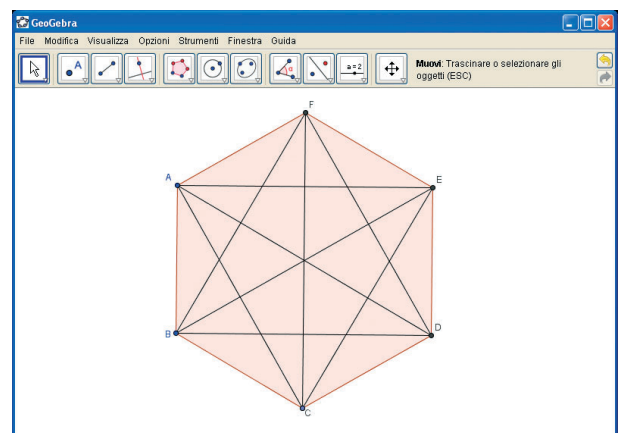 GeoGebra
File Modifica Visualizza Opzioni Strumenti Finestra Guida
A
a=2
α
Muovi: Trascinare o selezionare gli
oggetti (ESC)
F
A
E
B
D
C